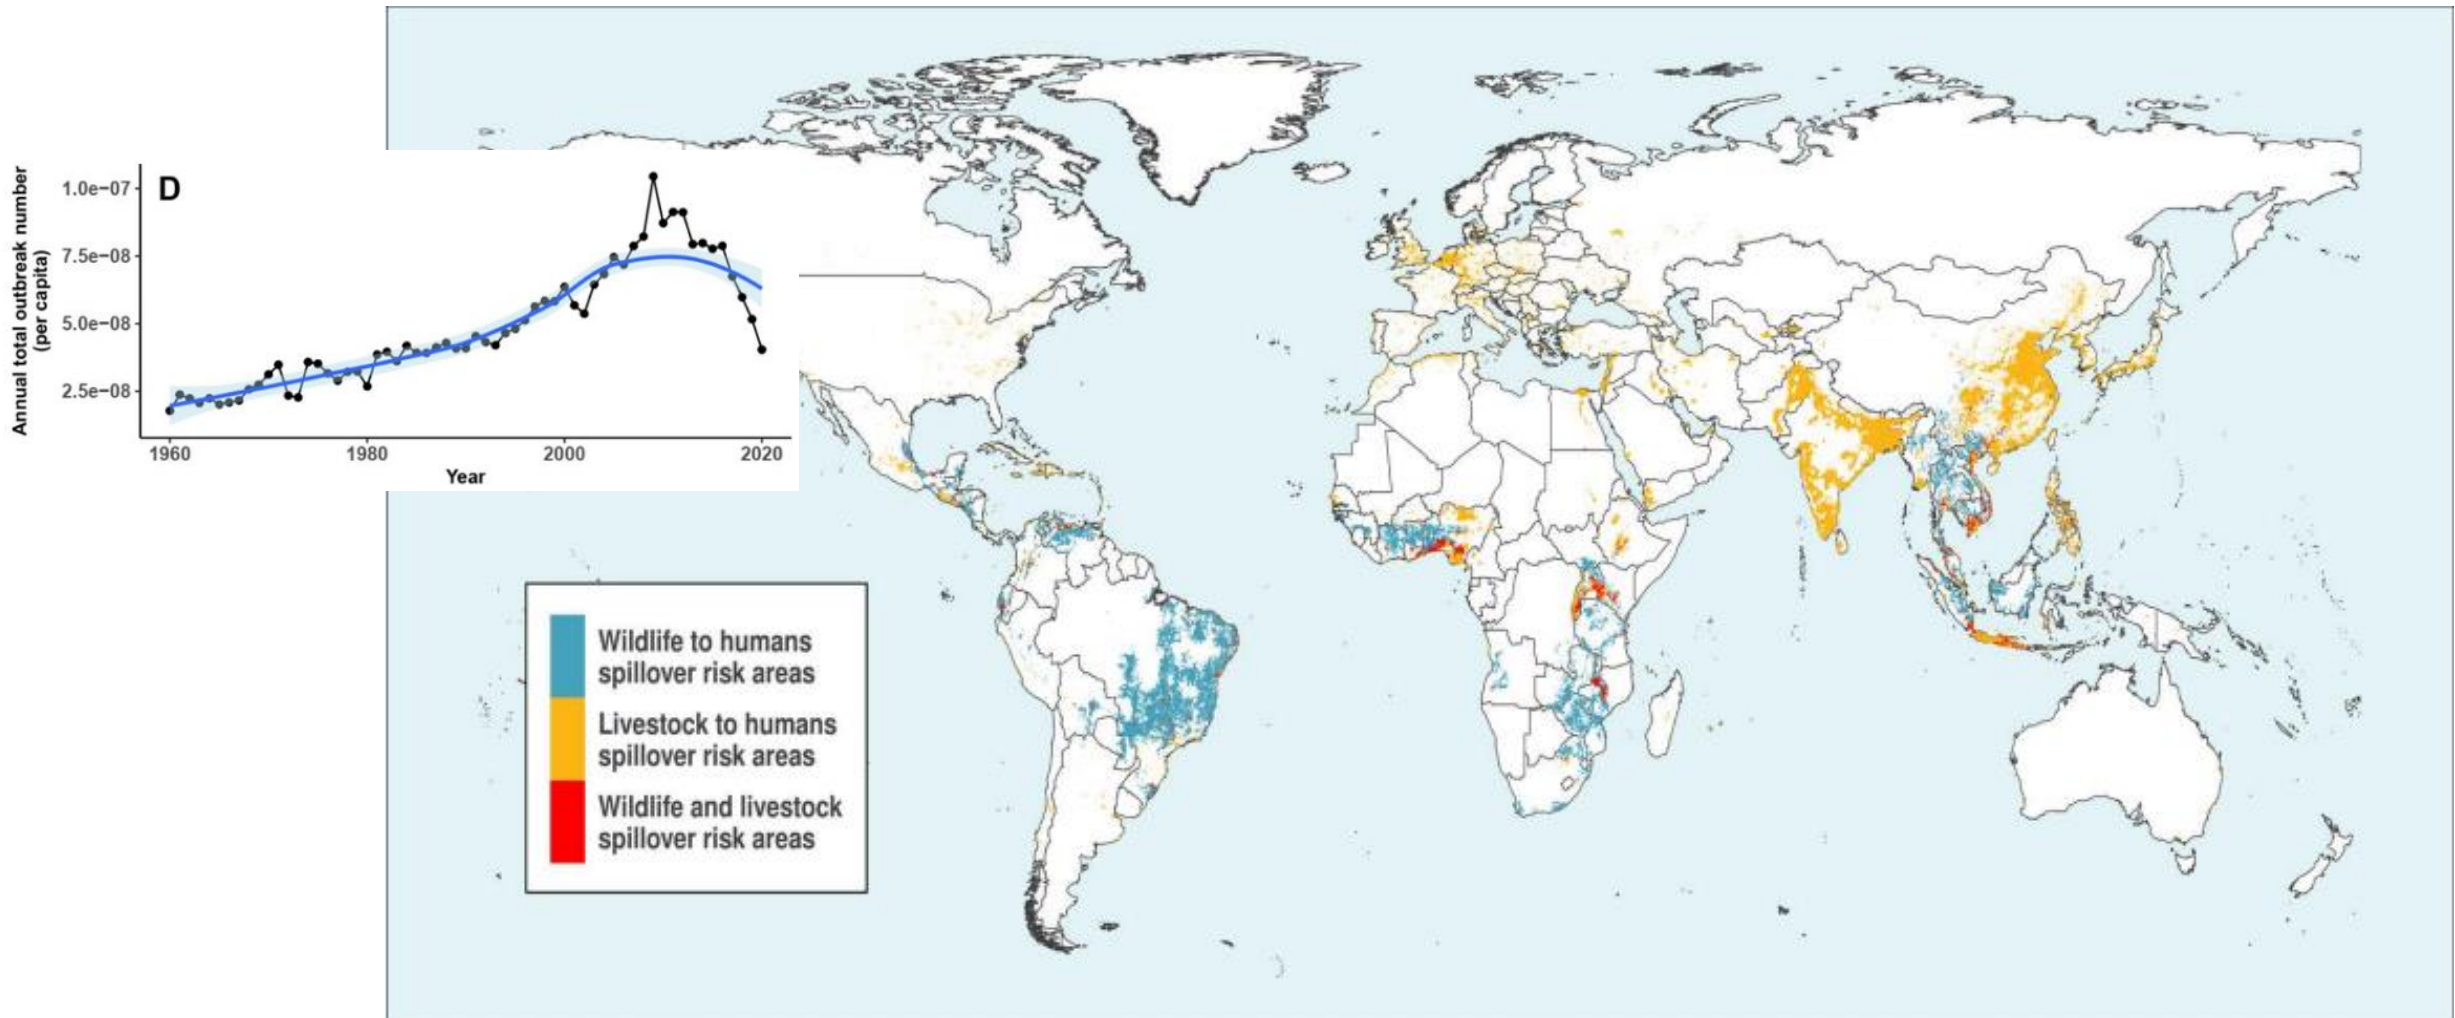 D
Annual total outbreak number
(per capita)
1.0e−07
7.5e−08
5.0e−08
2.5e−08
1960 1980 2000 2020
Year
Wildlife to humans
spillover risk areas
Livestock to humans
spillover risk areas
Wildlife and livestock
spillover risk areas